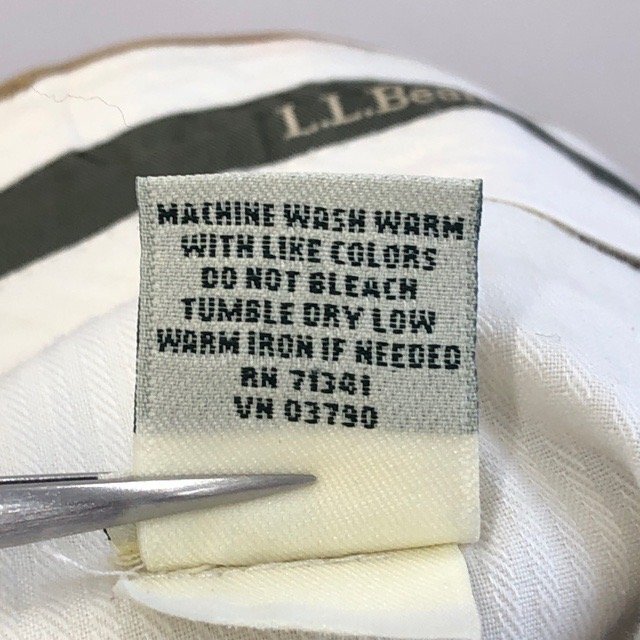 L.L.Bean
MACHINE WASH WARM
WITH LIKE COLORS
DO NOT BLEACH
TUMBLE DRY LOW
WARM IRON IF NEEDED
RN 71341
VN 03790